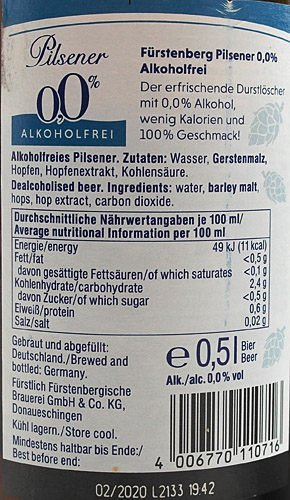 Pilsener
0,0%
ALKOHOLFREI
Fürstenberg Pilsener 0,0%
Alkoholfrei
Der erfrischende Durstlöscher
mit 0,0% Alkohol,
wenig Kalorien und
100% Geschmack!
Alkoholfreies Pilsener. Zutaten: Wasser, Gerstenmalz,
Hopfen, Hopfenextrakt, Kohlensäure.
Dealcoholised beer. Ingredients: water, barley malt,
hops, hop extract, carbon dioxide.
Durchschnittliche Nährwertangaben je 100 ml/
Average nutritional Information per 100 ml
Energie/energy 49 kJ (11 kcal)
Fett/fat <0,5 g
davon gesättigte Fettsäuren/of which saturates <0,1 g
Kohlenhydrate/carbohydrate 2,4 g
davon Zucker/of which sugar <0,5 g
Eiweiß/protein 0,6 g
Salz/salt 0,02 g
Gebraut und abgefüllt:
Deutschland./Brewed and
bottled: Germany.
Fürstlich Fürstenbergische
Brauerei GmbH & Co. KG,
Donaueschingen
Kühl lagern./Store cool.
Mindestens haltbar bis Ende:/
Best before end:
e 0,5l Bier
Beer
Alk./alc. 0,0% vol
4 006770 110716
02/2020 L2133 19:42